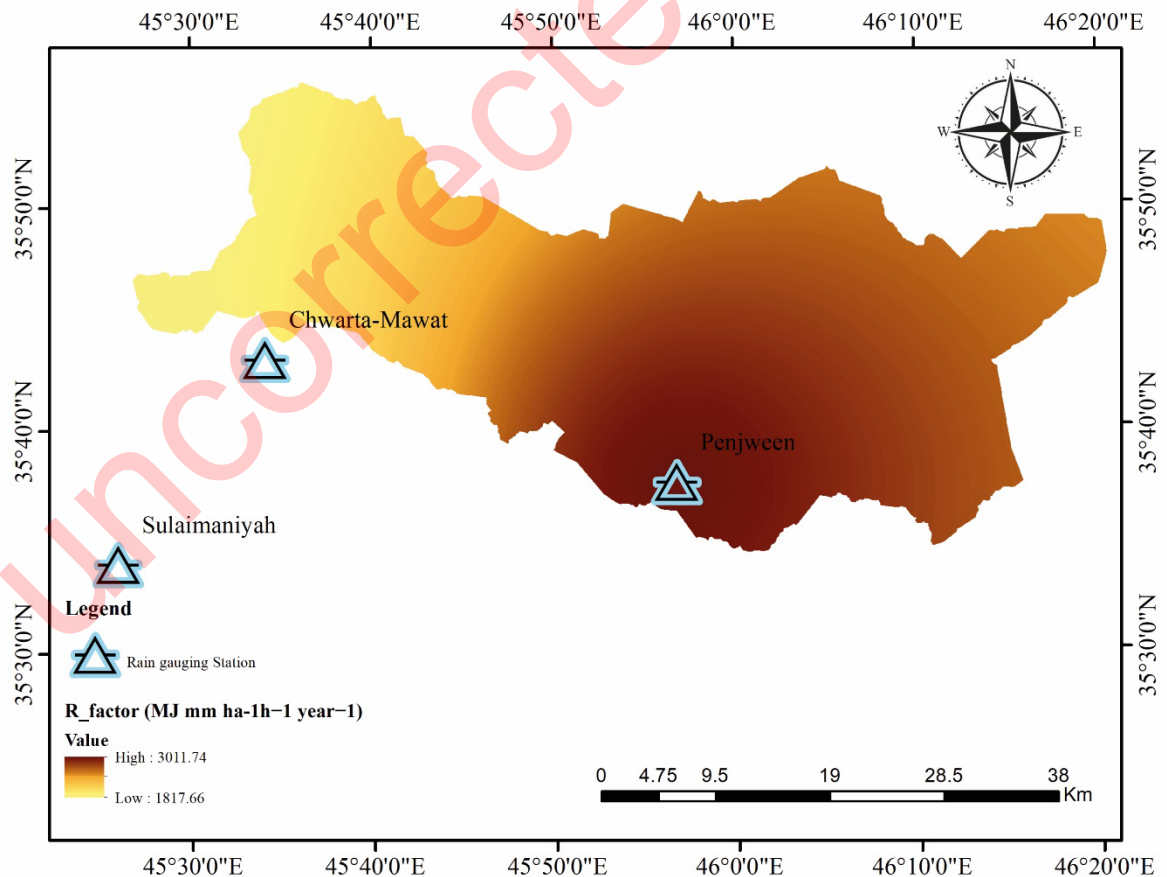 45°30'0"E 45°40'0"E 45°50'0"E 46°0'0"E 46°10'0"E 46°20'0"E
N
W E
S
35°50'0"N 35°50'0"N
Chwarta-Mawat
35°40'0"N 35°40'0"N
Penjween
Sulaimaniyah
35°30'0"N 35°30'0"N
Legend
Rain gauging Station
R_factor (MJ mm ha-1h−1 year−1)
Value
High : 3011.74
Low : 1817.66
0 4.75 9.5 19 28.5 38
Km
45°30'0"E 45°40'0"E 45°50'0"E 46°0'0"E 46°10'0"E 46°20'0"E
uncorrecte